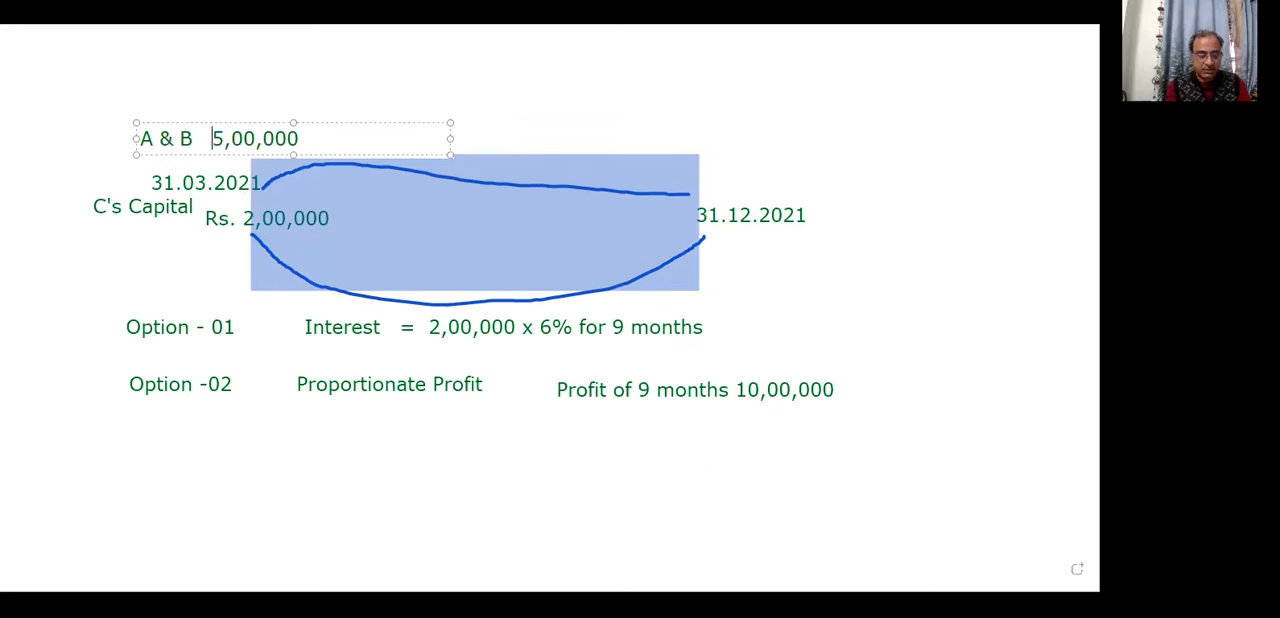 A & B 5,00,000
31.03.2021
C's Capital
Rs. 2,00,000
31.12.2021
Option - 01 Interest = 2,00,000 x 6% for 9 months
Option -02 Proportionate Profit Profit of 9 months 10,00,000